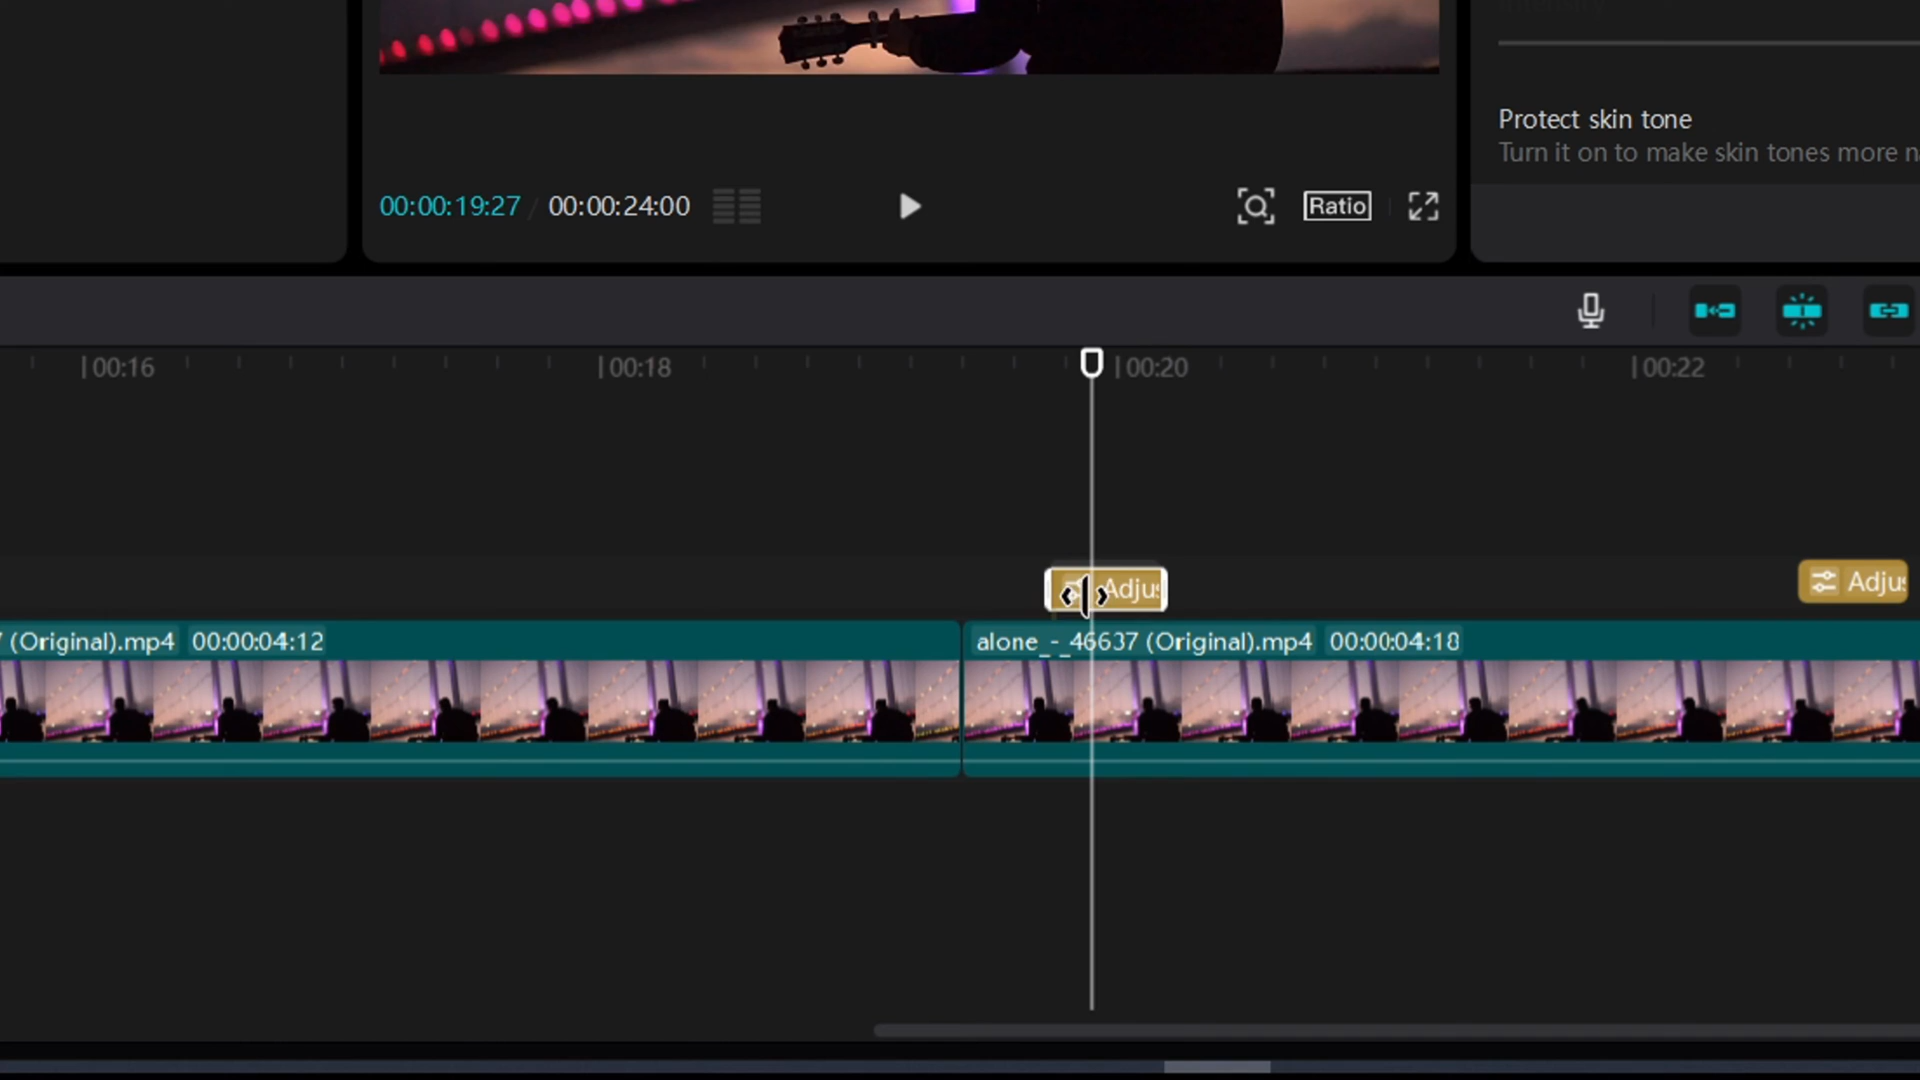 Protect skin tone
Turn it on to make skin tones more n
00:00:19:27 / 00:00:24:00
Ratio
00:16
00:18
00:20
00:22
Adju
Adju
(Original).mp4 00:00:04:12
alone_-_46637 (Original).mp4 00:00:04:18